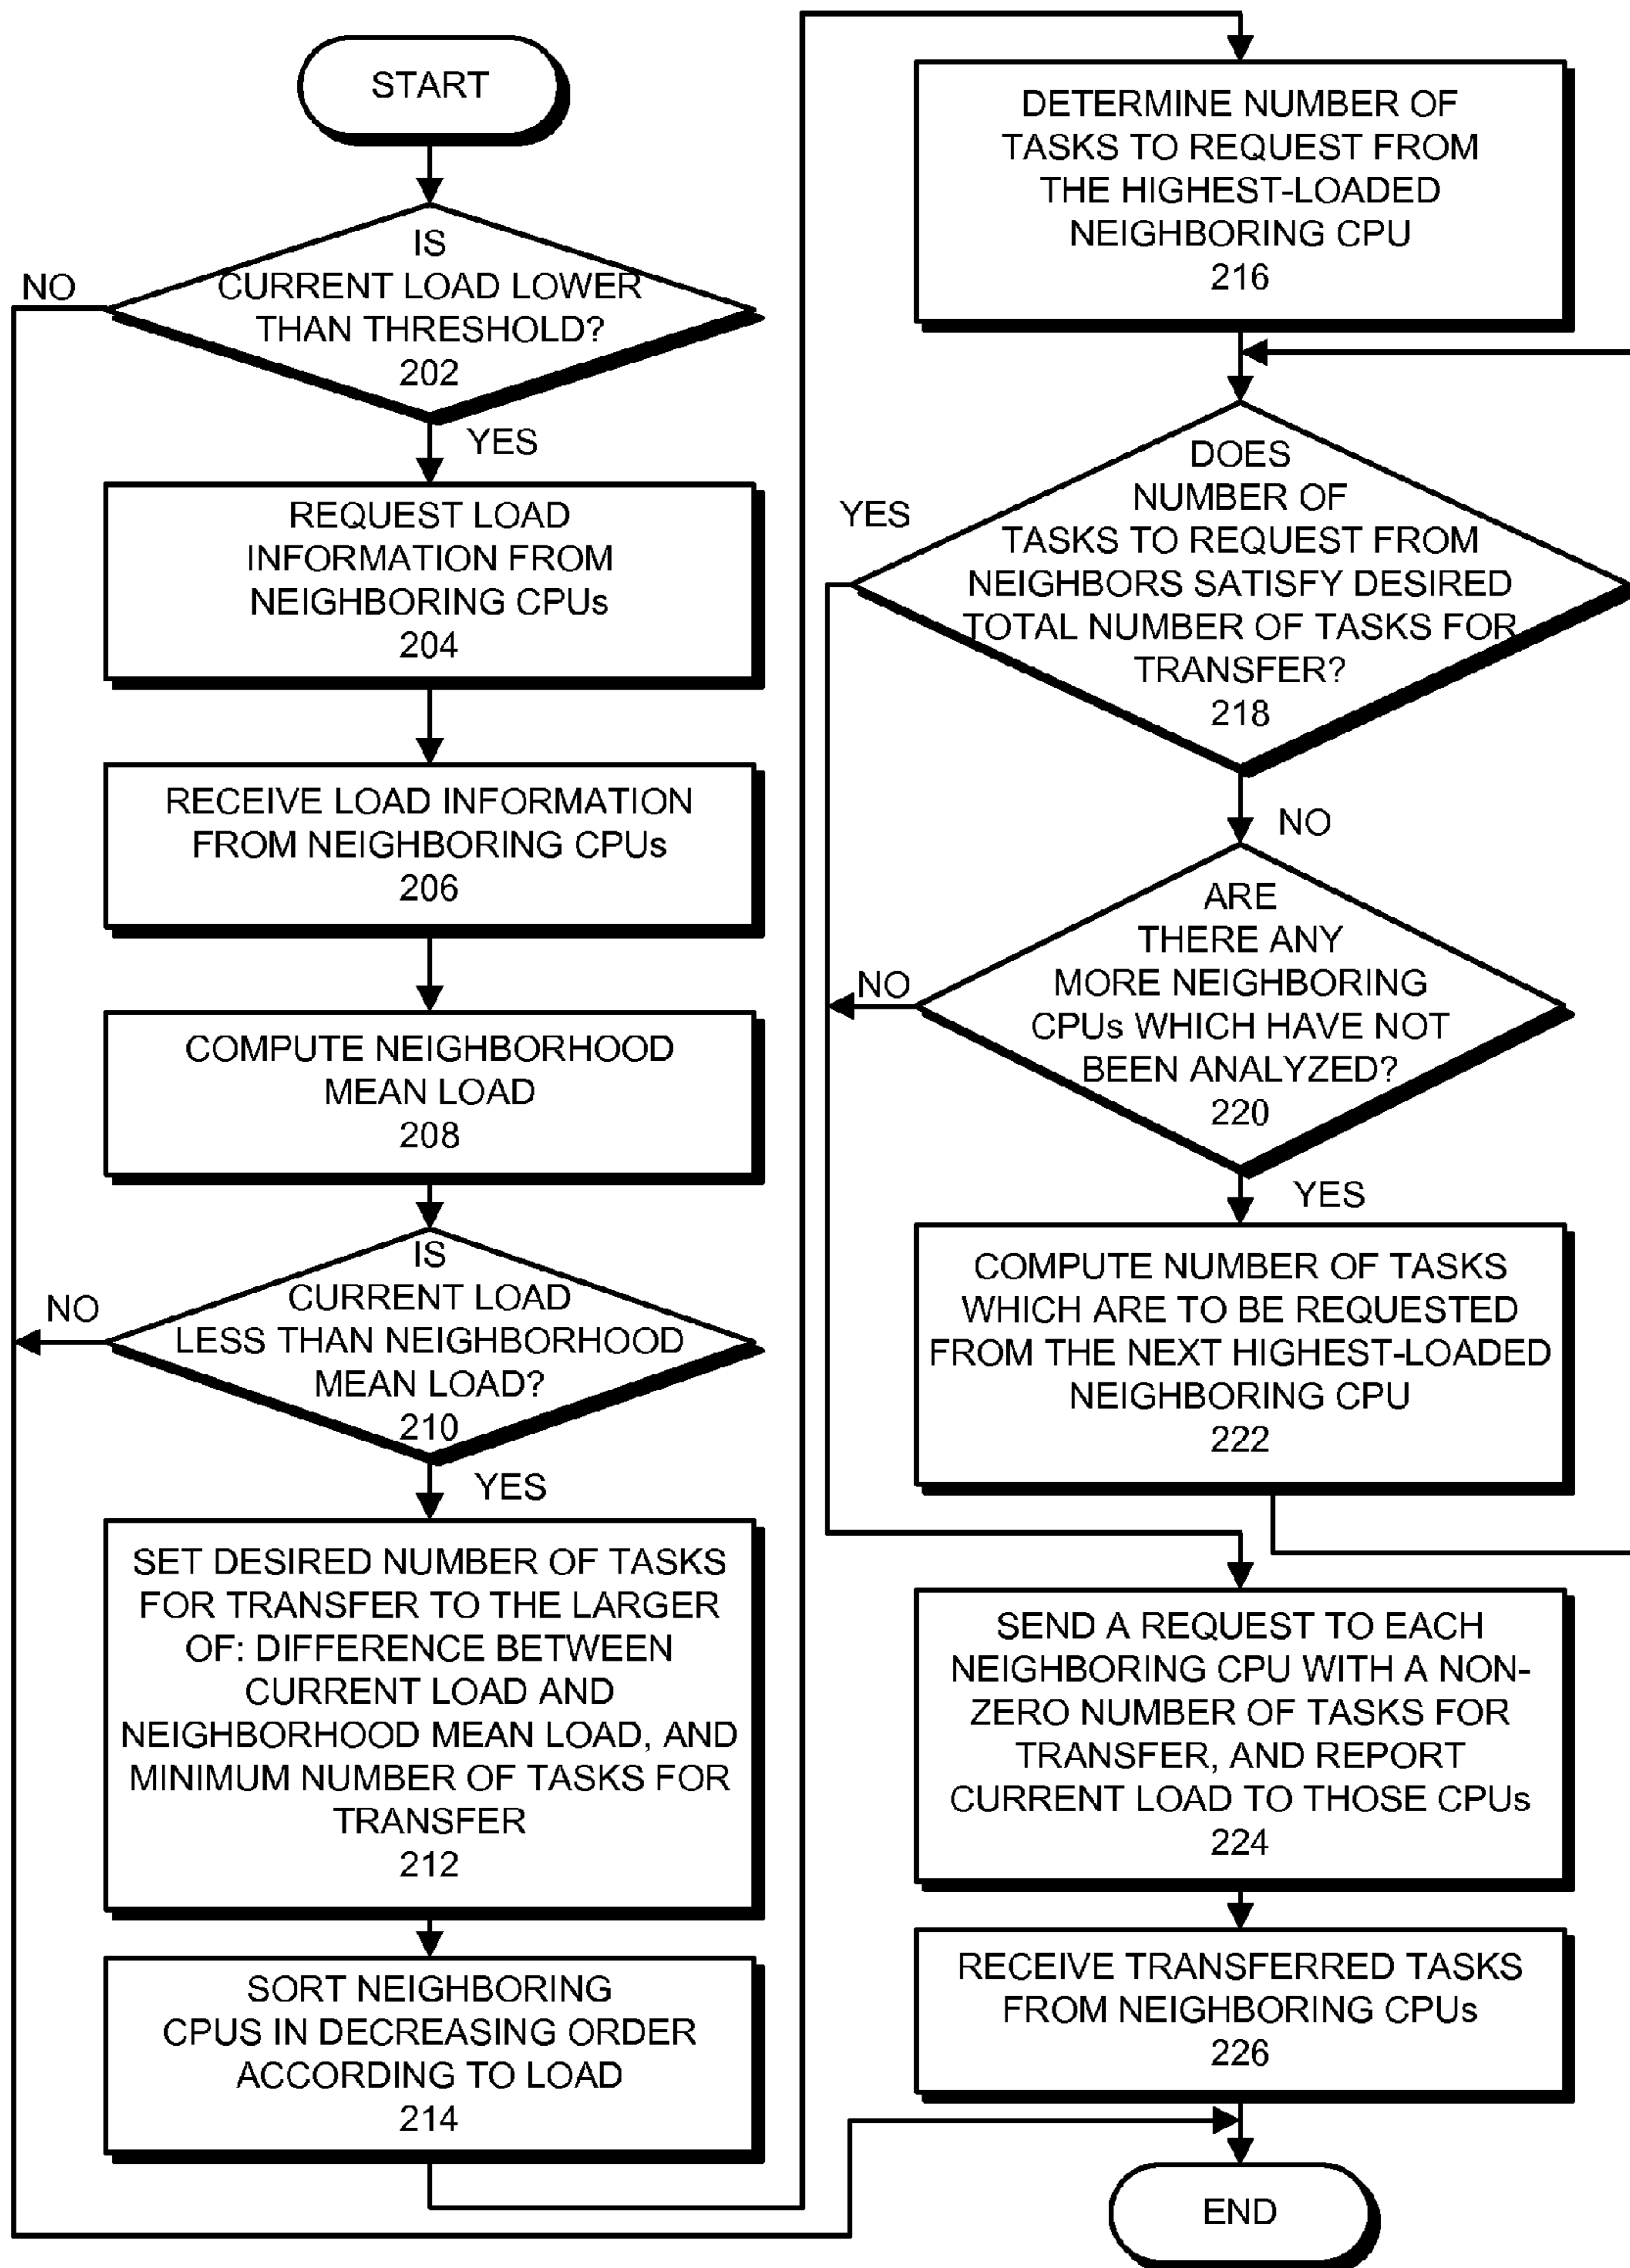 START
IS
CURRENT LOAD LOWER
THAN THRESHOLD?
202
NO
YES
REQUEST LOAD
INFORMATION FROM
NEIGHBORING CPUs
204
RECEIVE LOAD INFORMATION
FROM NEIGHBORING CPUs
206
COMPUTE NEIGHBORHOOD
MEAN LOAD
208
IS
CURRENT LOAD
LESS THAN NEIGHBORHOOD
MEAN LOAD?
210
NO
YES
SET DESIRED NUMBER OF TASKS
FOR TRANSFER TO THE LARGER
OF: DIFFERENCE BETWEEN
CURRENT LOAD AND
NEIGHBORHOOD MEAN LOAD, AND
MINIMUM NUMBER OF TASKS FOR
TRANSFER
212
SORT NEIGHBORING
CPUS IN DECREASING ORDER
ACCORDING TO LOAD
214
DETERMINE NUMBER OF
TASKS TO REQUEST FROM
THE HIGHEST-LOADED
NEIGHBORING CPU
216
DOES
NUMBER OF
TASKS TO REQUEST FROM
NEIGHBORS SATISFY DESIRED
TOTAL NUMBER OF TASKS FOR
TRANSFER?
218
YES
NO
ARE
THERE ANY
MORE NEIGHBORING
CPUs WHICH HAVE NOT
BEEN ANALYZED?
220
NO
YES
COMPUTE NUMBER OF TASKS
WHICH ARE TO BE REQUESTED
FROM THE NEXT HIGHEST-LOADED
NEIGHBORING CPU
222
SEND A REQUEST TO EACH
NEIGHBORING CPU WITH A NON-
ZERO NUMBER OF TASKS FOR
TRANSFER, AND REPORT
CURRENT LOAD TO THOSE CPUs
224
RECEIVE TRANSFERRED TASKS
FROM NEIGHBORING CPUs
226
END